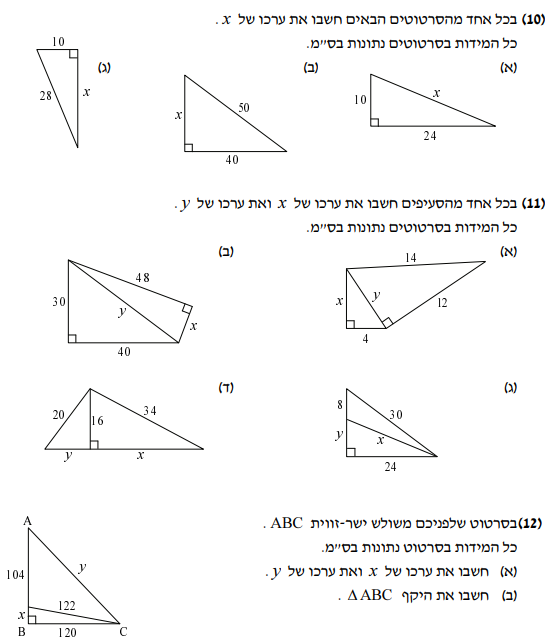 (10) בכל אחד מהסרטוטים הבאים חשבו את ערכו של x .
כל המידות בסרטוטים נתונות בס״מ.
(א)
10
x
24
(ב)
x
50
40
(ג)
10
28
x
(11) בכל אחד מהסעיפים חשבו את ערכו של x ואת ערכו של y .
כל המידות בסרטוטים נתונות בס״מ.
(א)
14
x
y
12
4
(ב)
48
30
y
x
40
(ג)
8
30
y
x
24
(ד)
20
16
34
y
x
(12) בסרטוט שלפניכם משולש ישר-זווית ABC .
כל המידות בסרטוט נתונות בס״מ.
(א) חשבו את ערכו של x ואת ערכו של y .
(ב) חשבו את היקף ΔABC .
A
104
y
122
x
B
120
C